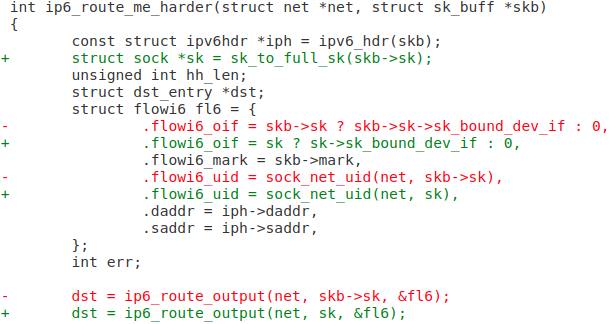 int ip6_route_me_harder(struct net *net, struct sk_buff *skb)
{
        const struct ipv6hdr *iph = ipv6_hdr(skb);
+       struct sock *sk = sk_to_full_sk(skb->sk);
        unsigned int hh_len;
        struct dst_entry *dst;
        struct flowi6 fl6 = {
-               .flowi6_oif = skb->sk ? skb->sk->sk_bound_dev_if : 0,
+               .flowi6_oif = sk ? sk->sk_bound_dev_if : 0,
                .flowi6_mark = skb->mark,
-               .flowi6_uid = sock_net_uid(net, skb->sk),
+               .flowi6_uid = sock_net_uid(net, sk),
                .daddr = iph->daddr,
                .saddr = iph->saddr,
        };
        int err;

-       dst = ip6_route_output(net, skb->sk, &fl6);
+       dst = ip6_route_output(net, sk, &fl6);